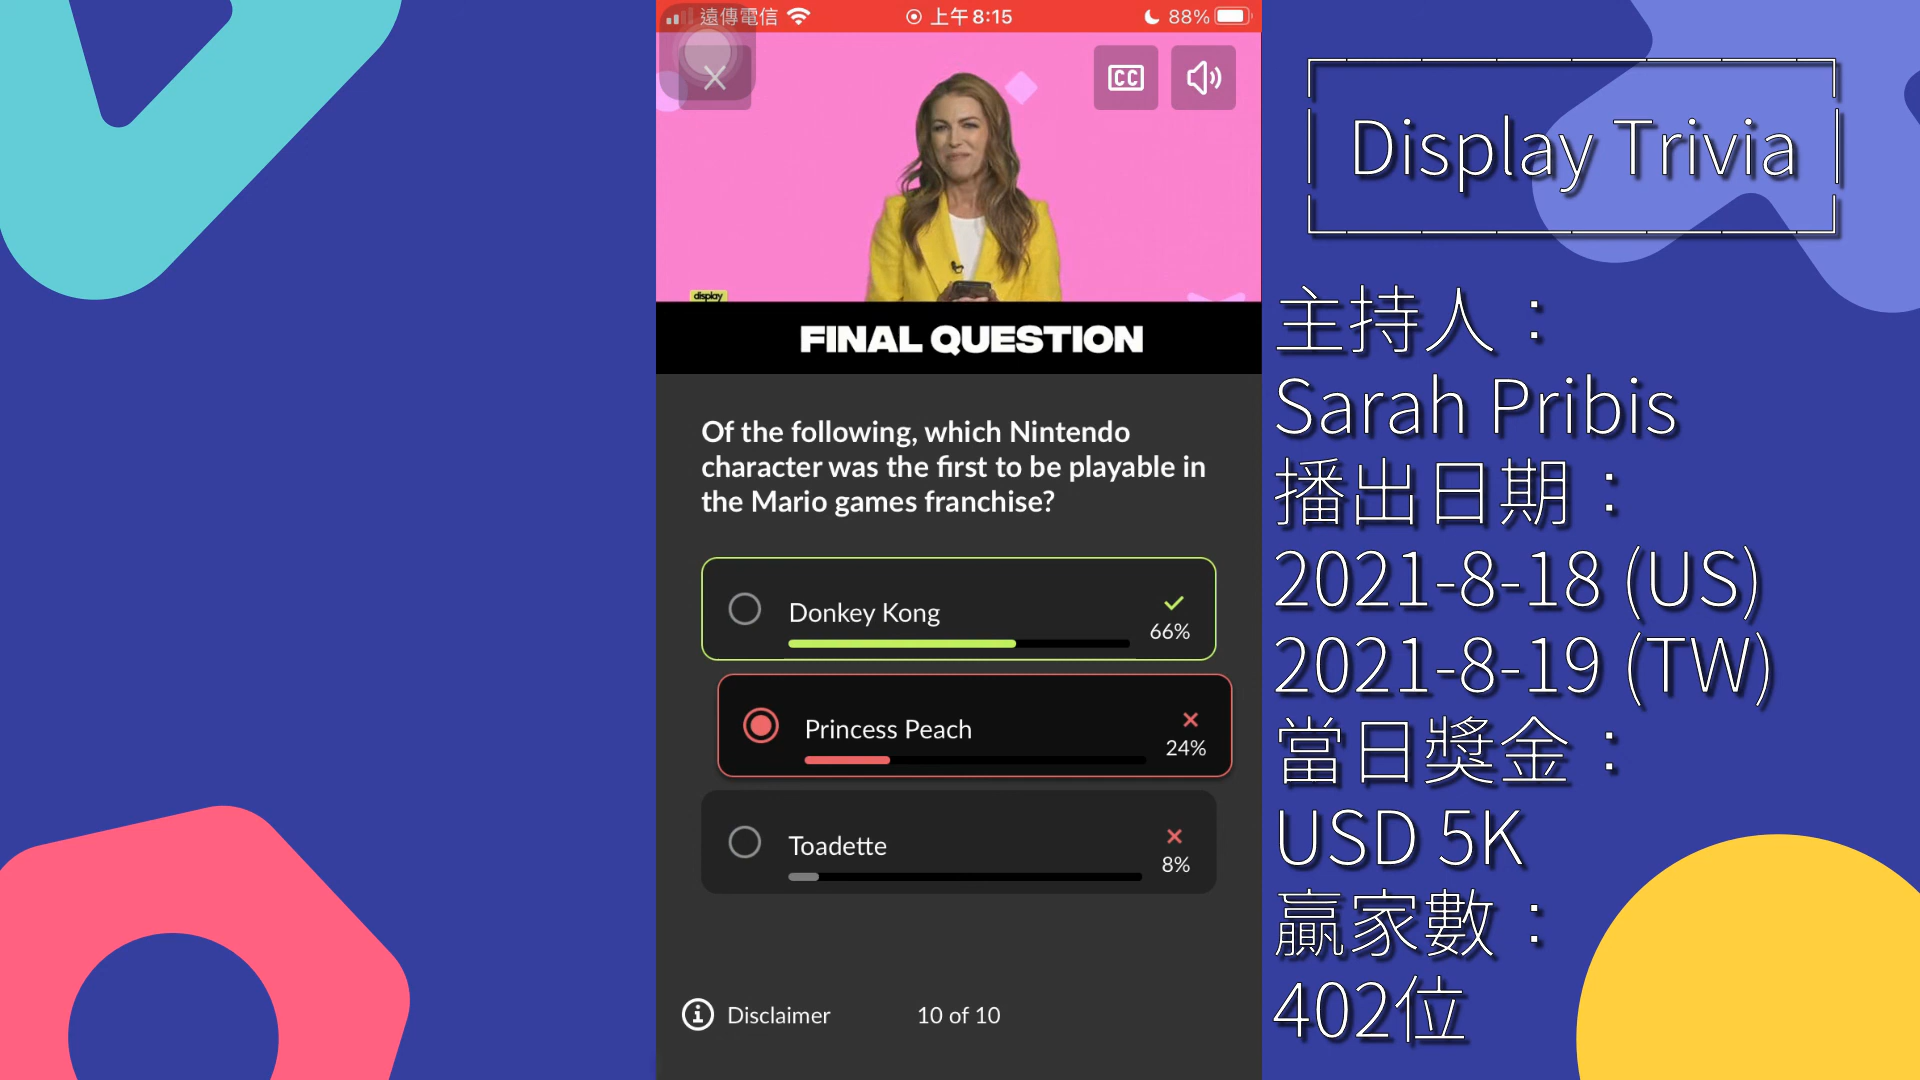 遠傳電信
上午8:15
88%
CC
display
FINAL QUESTION
Of the following, which Nintendo
character was the first to be playable in
the Mario games franchise?
Donkey Kong
66%
Princess Peach
24%
Toadette
8%
Disclaimer
10 of 10
Display Trivia
主持人：
Sarah Pribis
播出日期：
2021-8-18 (US)
2021-8-19 (TW)
當日獎金：
USD 5K
贏家數：
402位